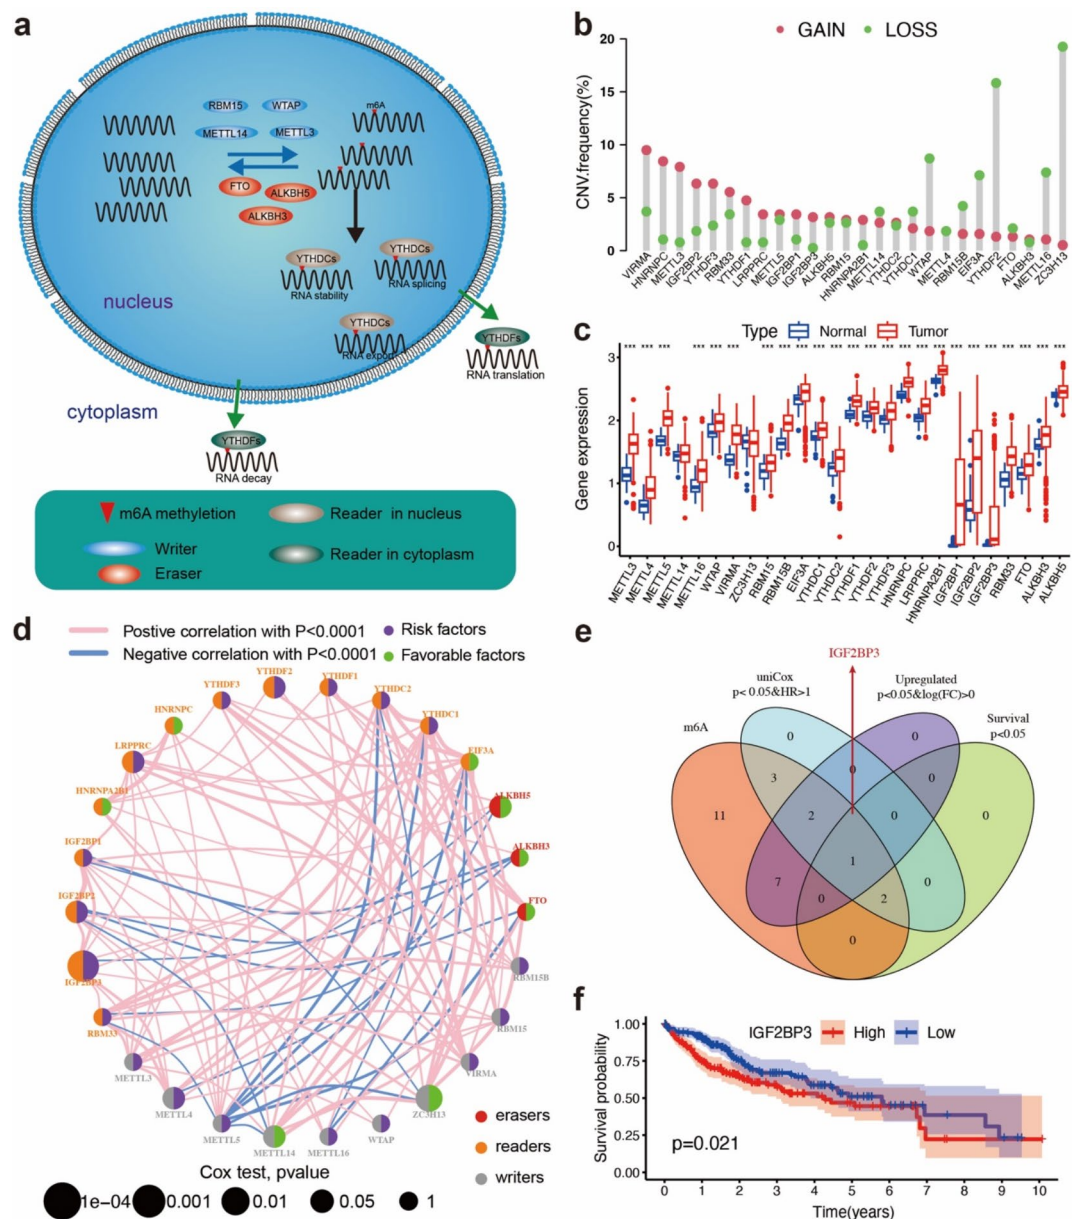 a
RBM15
WTAP
METTL14
METTL3
m6A
FTO
ALKBH5
ALKBH3
YTHDCs
RNA stability
YTHDCs
RNA splicing
nucleus
YTHDCs
RNA export
YTHDFs
RNA translation
cytoplasm
YTHDFs
RNA decay
m6A methyletion
Reader in nucleus
Writer
Reader in cytoplasm
Eraser
b
GAIN
LOSS
CNV.frequency(%)
20
15
10
5
0
VIRMA
HNRNPC
METTL3
IGF2BP2
YTHDF3
RBM33
YTHDF1
LRPPRC
METTL5
IGF2BP1
IGF2BP3
ALKBH5
RBM15
HNRNPA2B1
METTL14
YTHDC2
YTHDC1
WTAP
METTL4
RBM15B
EIF3A
YTHDF2
FTO
ALKBH3
METTL16
ZC3H13
c
Type
Normal
Tumor
*** *** *** *** *** *** *** *** *** *** *** *** *** *** *** *** *** *** *** *** *** *** *** ***
Gene expression
3
2
1
0
METTL3
METTL4
METTL5
METTL14
METTL16
WTAP
VIRMA
ZC3H13
RBM15
RBM15B
EIF3A
YTHDC1
YTHDC2
YTHDF1
YTHDF2
YTHDF3
HNRNPC
LRPPRC
HNRNPA2B1
IGF2BP1
IGF2BP2
IGF2BP3
RBM33
FTO
ALKBH3
ALKBH5
d
Postive correlation with P<0.0001
Risk factors
Negative correlation with P<0.0001
Favorable factors
YTHDF2
YTHDF3
YTHDF1
YTHDC2
HNRNPC
YTHDC1
LRPPRC
EIF3A
HNRNPA2B1
ALKBH5
IGF2BP1
ALKBH3
IGF2BP2
FTO
IGF2BP3
RBM15B
RBM33
RBM15
METTL3
VIRMA
METTL4
ZC3H13
METTL5
WTAP
METTL14
METTL16
erasers
readers
writers
Cox test, pvalue
1e−04
0.001
0.01
0.05
1
e
IGF2BP3
uniCox
p< 0.05&HR>1
Upregulated
p<0.05&log(FC)>0
m6A
Survival
p<0.05
0
0
3
0
0
11
2
0
0
1
7
0
2
0
0
f
IGF2BP3
High
Low
Survival probability
1.00
0.75
0.50
0.25
0.00
p=0.021
0 1 2 3 4 5 6 7 8 9 10
Time(years)